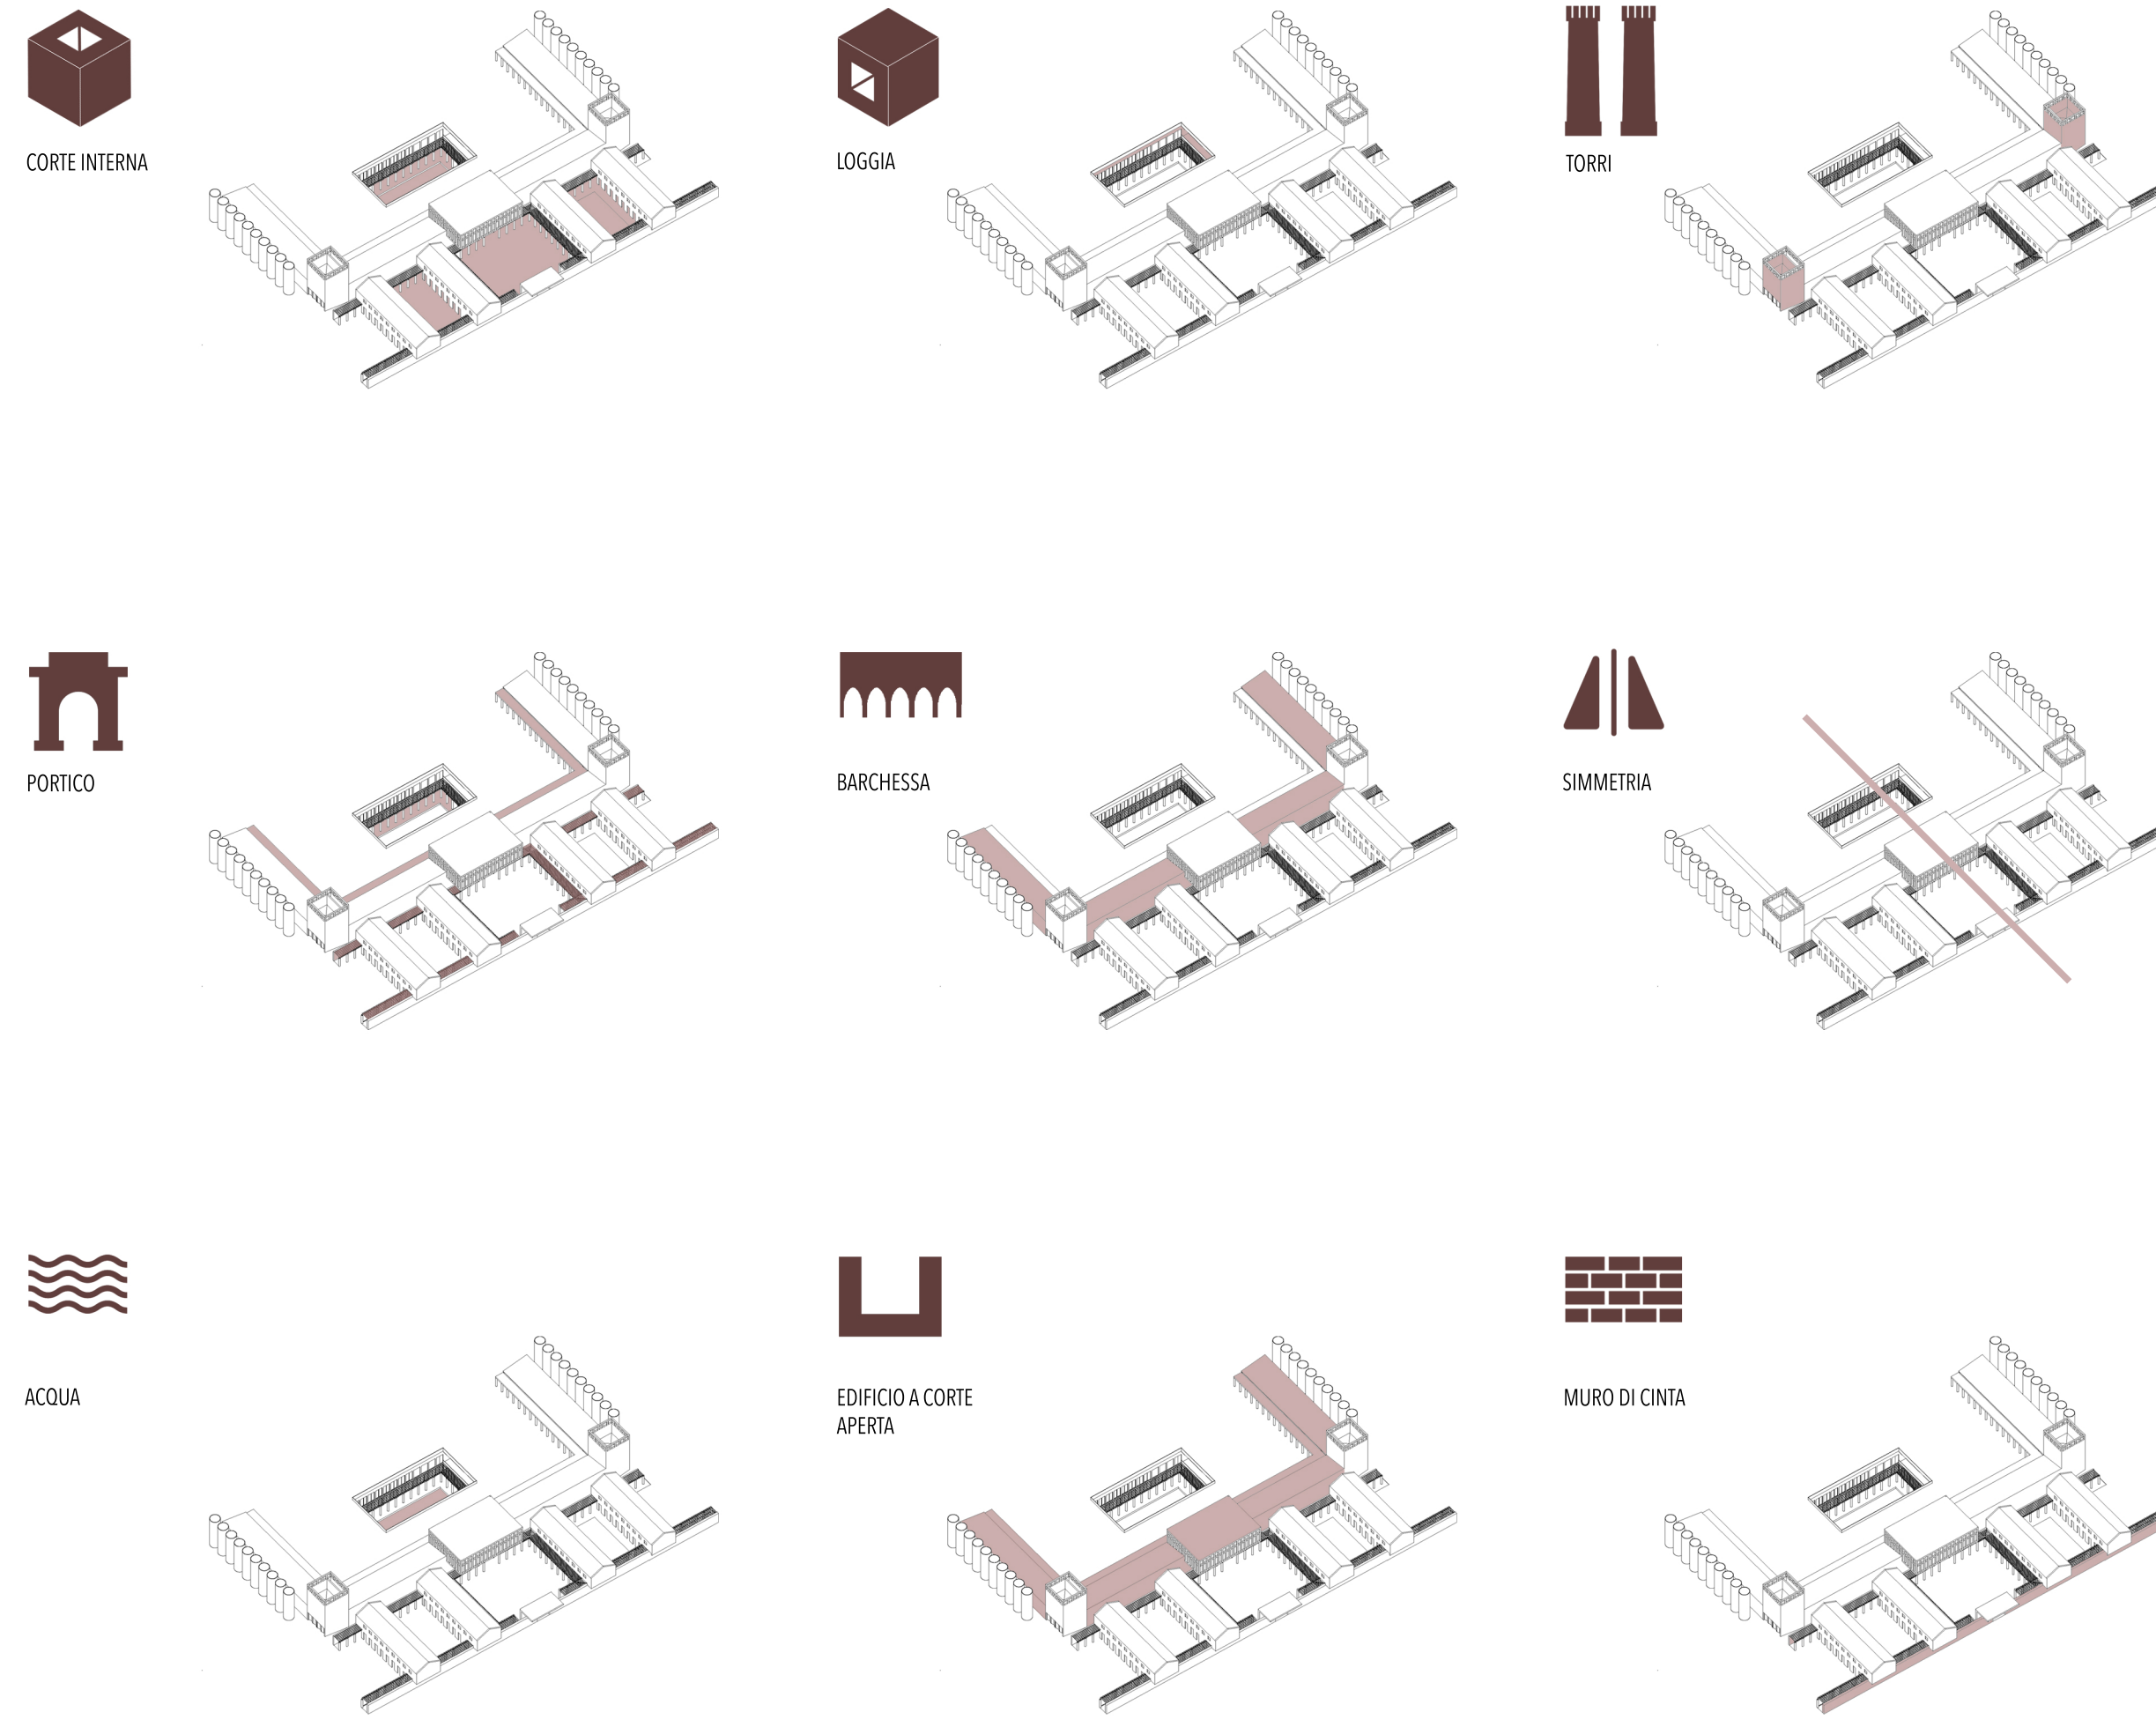 CORTE INTERNA
LOGGIA
TORRI
PORTICO
BARCHESSA
SIMMETRIA
ACQUA
EDIFICIO A CORTE
APERTA
MURO DI CINTA